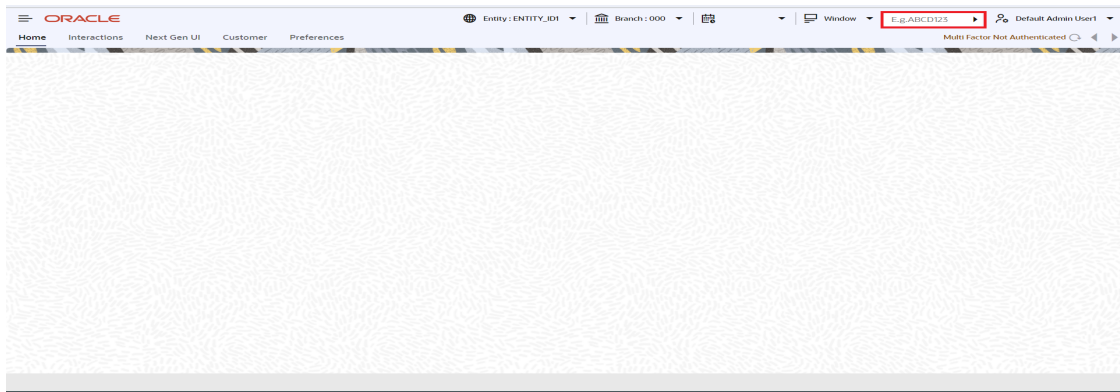 ORACLE Entity : ENTITY_ID1 Branch : 000 Window E.g.ABCD123 Default Admin User1
Home Interactions Next Gen UI Customer Preferences Multi Factor Not Authenticated